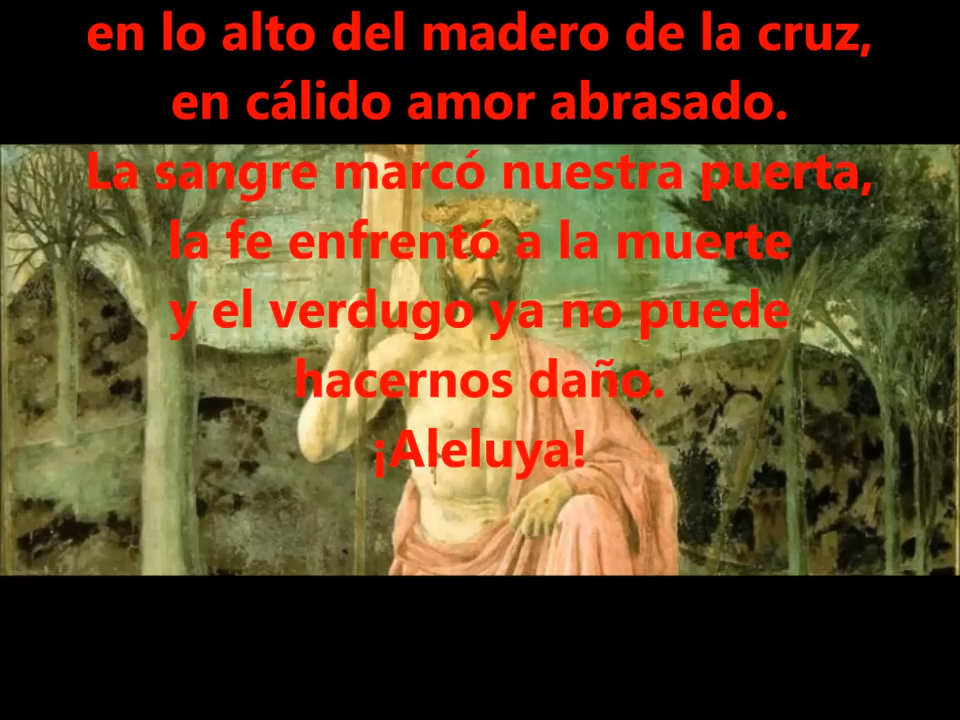 en lo alto del madero de la cruz,
en cálido amor abrasado.
La sangre marcó nuestra puerta,
la fe enfrentó a la muerte
y el verdugo ya no puede
hacernos daño.
¡Aleluya!